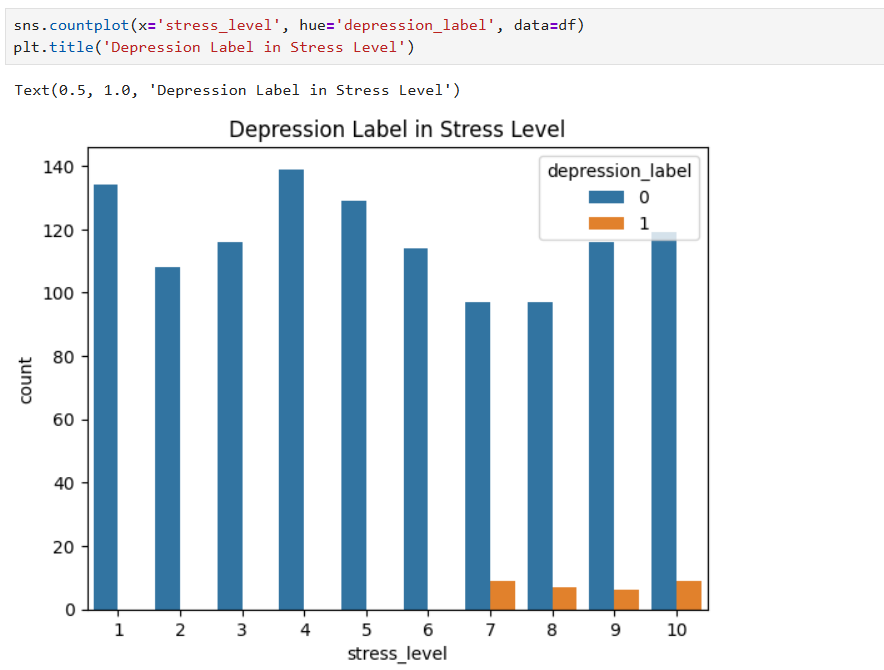 sns.countplot(x='stress_level', hue='depression_label', data=df)
plt.title('Depression Label in Stress Level')
Text(0.5, 1.0, 'Depression Label in Stress Level')
Depression Label in Stress Level
depression_label
0
1
140
120
100
80
60
40
20
0
count
1 2 3 4 5 6 7 8 9 10
stress_level